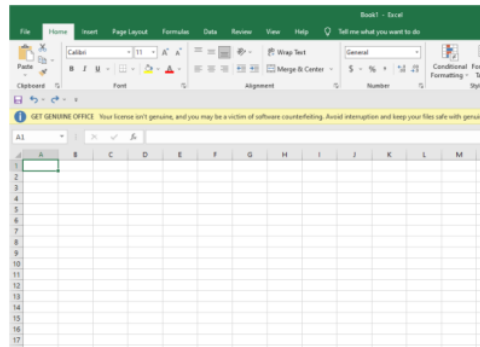 Book1 - Excel
File Home Insert Page Layout Formulas Data Review View Help Tell me what you want to do
Calibri 11 A A Wrap Text General Conditional
Paste B I U A Merge & Center $ % Formatting
Clipboard Font Alignment Number
GET GENUINE OFFICE Your license isn't genuine, and you may be a victim of software counterfeiting. Avoid interruption and keep your files safe with
A1 fx
A B C D E F G H I J K L M
1
2
3
4
5
6
7
8
9
10
11
12
13
14
15
16
17